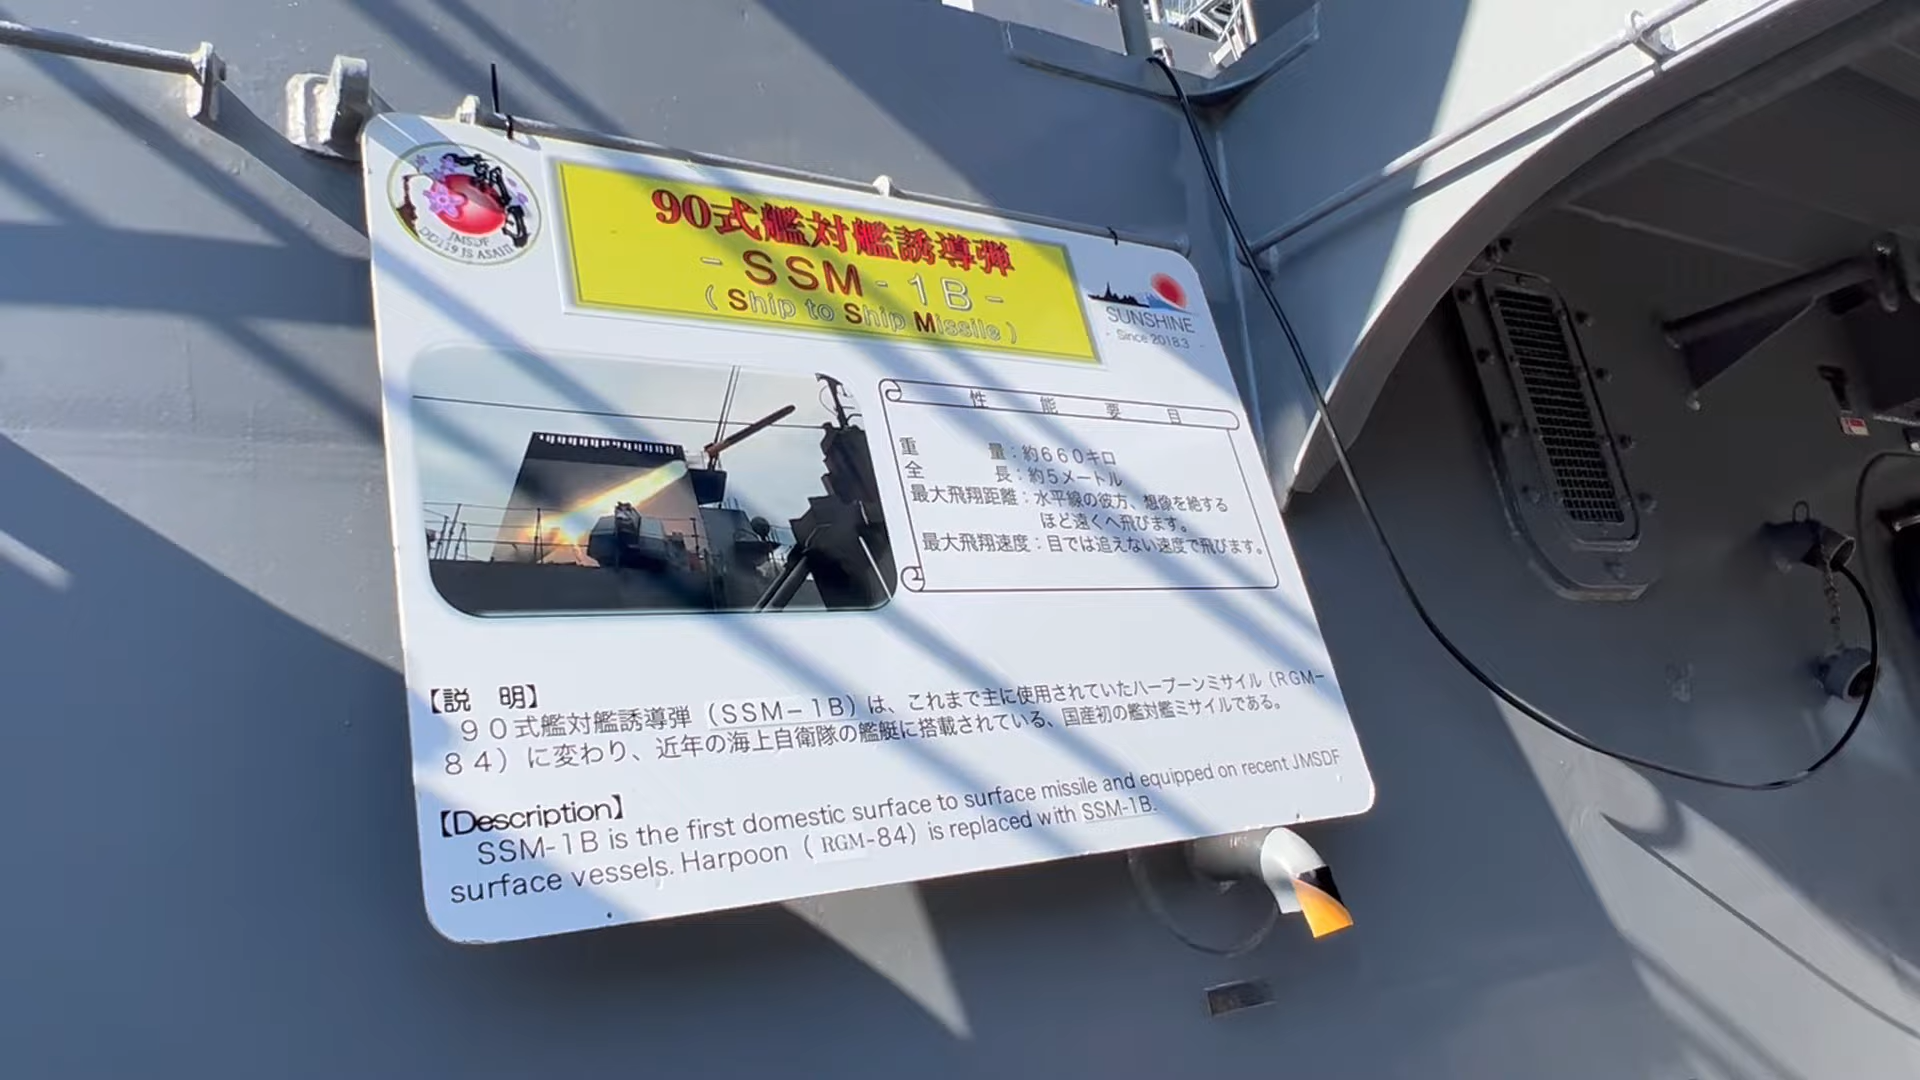 朝
JMSDF
DD119 JS ASAHI
90式艦対艦誘導弾
- SSM - 1B -
( Ship to Ship Missile )
SUNSHINE
- Since 2018.3 -
性能要目
重量：約660キロ
全長：約5メートル
最大飛翔距離：水平線の彼方、想像を絶する
ほど遠くへ飛びます。
最大飛翔速度：目では追えない速度で飛びます。
【説 明】
90式艦対艦誘導弾（SSM－1B）は、これまで主に使用されていたハープーンミサイル（RGM－
84）に変わり、近年の海上自衛隊の艦艇に搭載されている、国産初の艦対艦ミサイルである。
【Description】
SSM-1B is the first domestic surface to surface missile and equipped on recent JMSDF
surface vessels. Harpoon ( RGM-84) is replaced with SSM-1B.